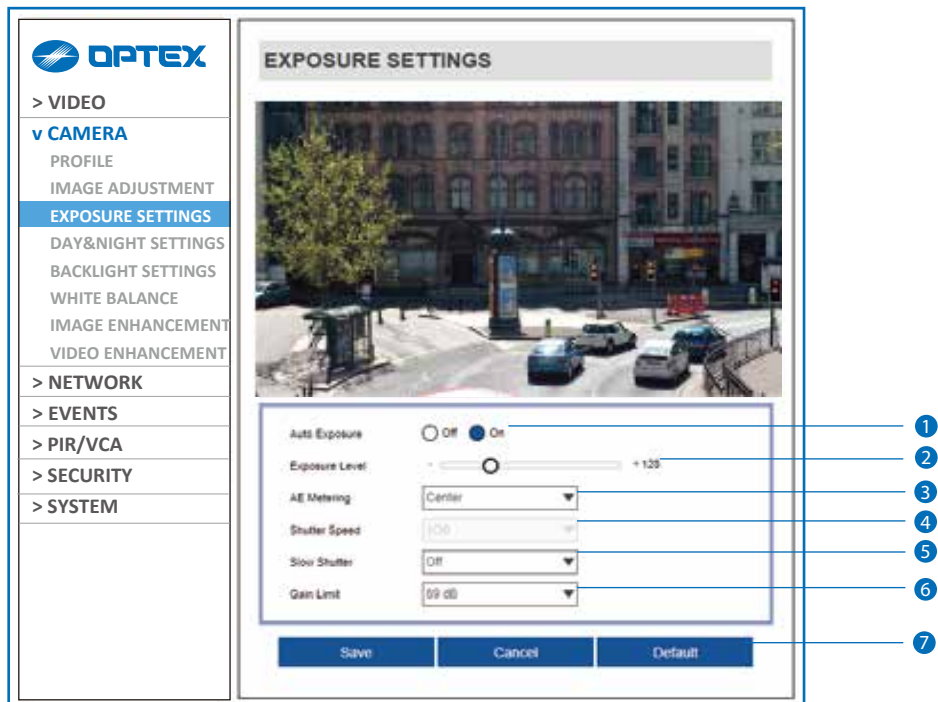 OPTEX
> VIDEO
v CAMERA
PROFILE
IMAGE ADJUSTMENT
EXPOSURE SETTINGS
DAY&NIGHT SETTINGS
BACKLIGHT SETTINGS
WHITE BALANCE
IMAGE ENHANCEMENT
VIDEO ENHANCEMENT
> NETWORK
> EVENTS
> PIR/VCA
> SECURITY
> SYSTEM
EXPOSURE SETTINGS
Auto Exposure Off On 1
Exposure Level - + 128 2
AE Metering Center 3
Shutter Speed 4
Slow Shutter Off 5
Gain Limit 69 dB 6
Save Cancel Default 7